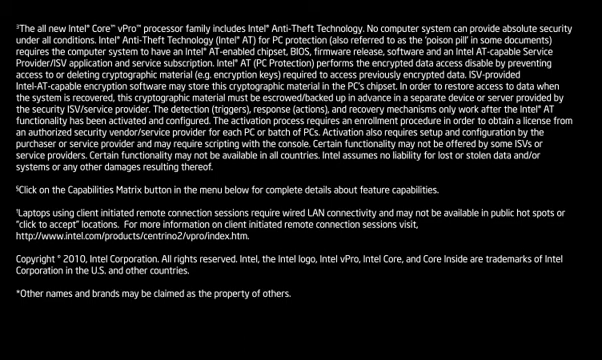 ³The all new Intel® Core™ vPro™ processor family includes Intel® Anti-Theft Technology. No computer system can provide absolute security
under all conditions. Intel® Anti-Theft Technology (Intel® AT) for PC protection (also referred to as the 'poison pill' in some documents)
requires the computer system to have an Intel® AT-enabled chipset, BIOS, firmware release, software and an Intel AT-capable Service
Provider/ISV application and service subscription. Intel® AT (PC Protection) performs the encrypted data access disable by preventing
access to or deleting cryptographic material (e.g. encryption keys) required to access previously encrypted data. ISV-provided
Intel-AT-capable encryption software may store this cryptographic material in the PC's chipset. In order to restore access to data when
the system is recovered, this cryptographic material must be escrowed/backed up in advance in a separate device or server provided by
the security ISV/service provider. The detection (triggers), response (actions), and recovery mechanisms only work after the Intel® AT
functionality has been activated and configured. The activation process requires an enrollment procedure in order to obtain a license from
an authorized security vendor/service provider for each PC or batch of PCs. Activation also requires setup and configuration by the
purchaser or service provider and may require scripting with the console. Certain functionality may not be offered by some ISVs or
service providers. Certain functionality may not be available in all countries. Intel assumes no liability for lost or stolen data and/or
systems or any other damages resulting thereof.
§Click on the Capabilities Matrix button in the menu below for complete details about feature capabilities.
¹Laptops using client initiated remote connection sessions require wired LAN connectivity and may not be available in public hot spots or
"click to accept" locations. For more information on client initiated remote connection sessions visit,
http://www.intel.com/products/centrino2/vpro/index.htm.
Copyright © 2010, Intel Corporation. All rights reserved. Intel, the Intel logo, Intel vPro, Intel Core, and Core Inside are trademarks of Intel
Corporation in the U.S. and other countries.
*Other names and brands may be claimed as the property of others.